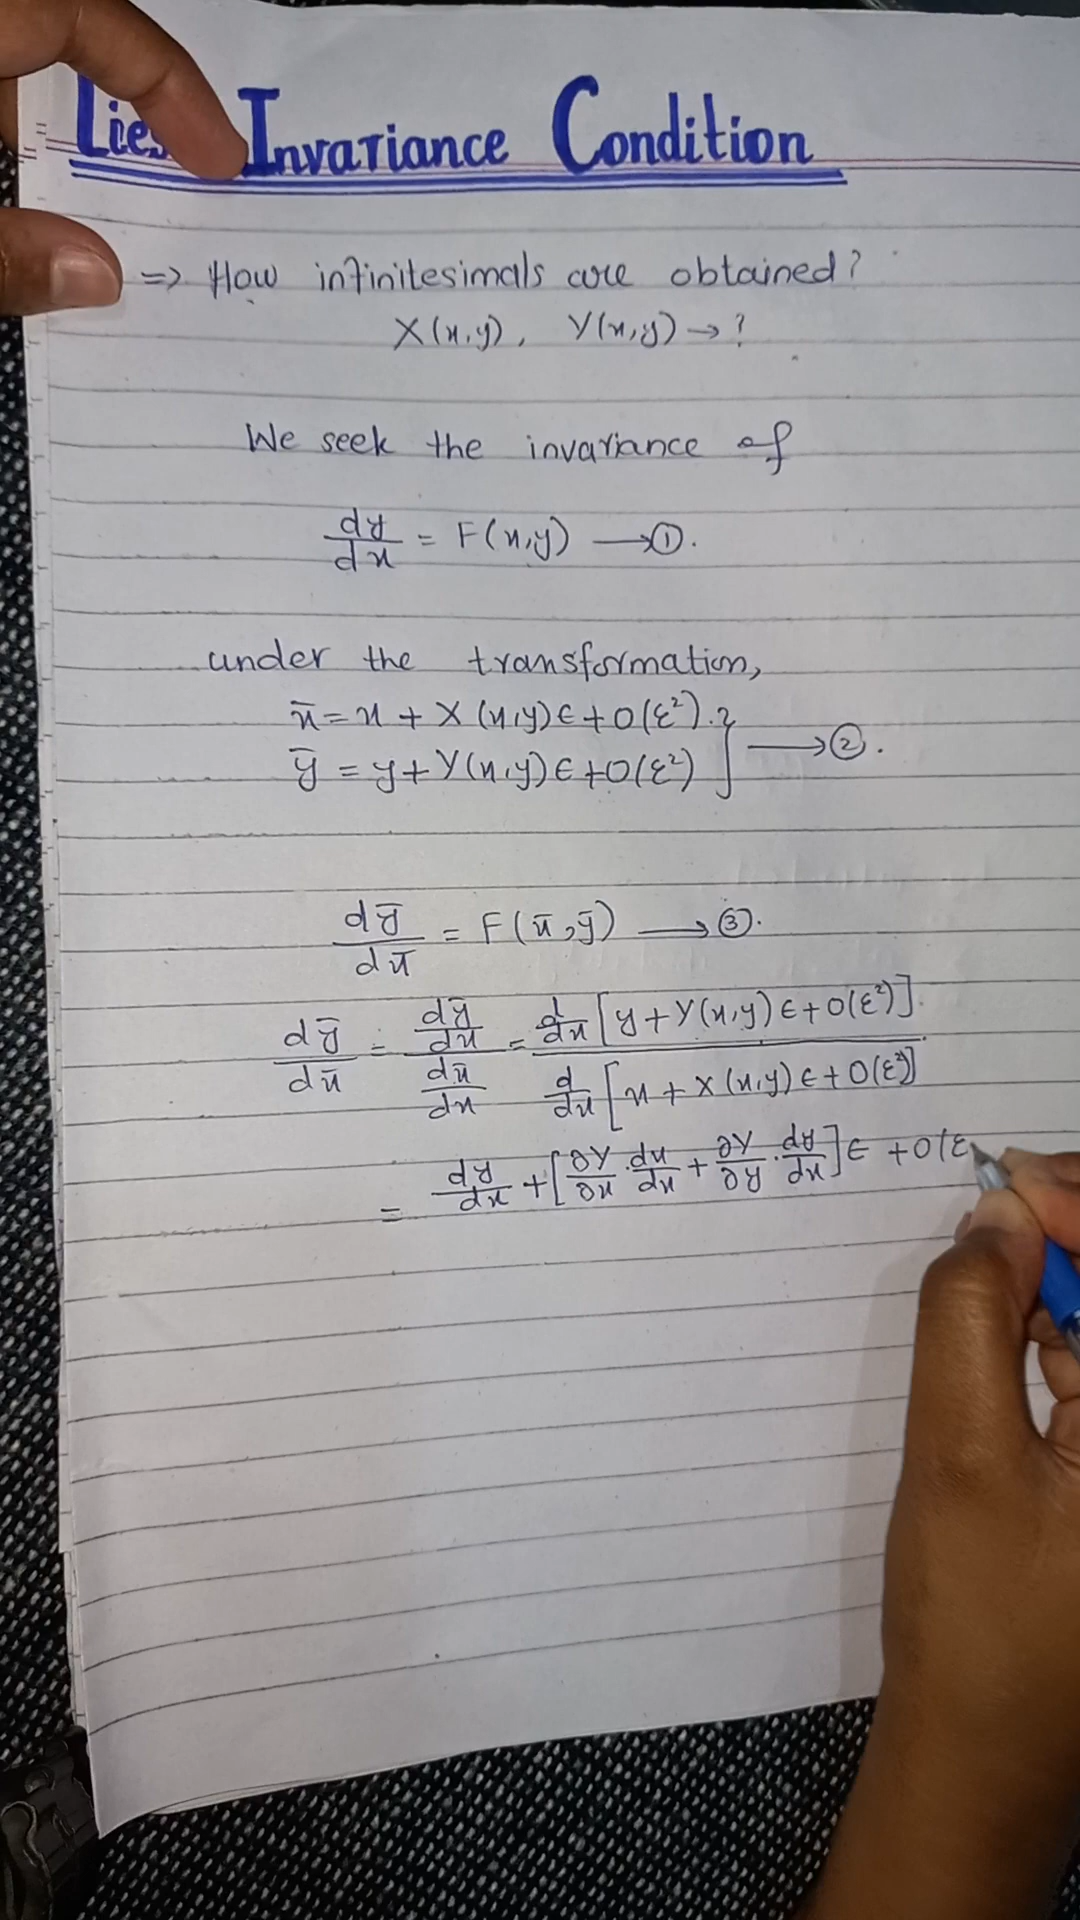 Lies Invariance Condition
=> How infinitesimals are obtained?
X(x,y), Y(x,y) → ?
We seek the invariance of
dy/dx = F(x,y) → ①.
under the transformation,
x̄ = x + X(x,y)ϵ + O(ε²).
ȳ = y + Y(x,y)ϵ + O(ε²) } → ②.
dȳ/dx̄ = F(x̄,ȳ) → ③.
dȳ/dx̄ = (dȳ/dx)/(dx̄/dx) = (d/dx [y + Y(x,y)ϵ + O(ε²)].)/(d/dx [x + X(x,y)ϵ + O(ε²)])
= dy/dx + [∂Y/∂x · dx/dx + ∂Y/∂y · dy/dx]ϵ + O(ε